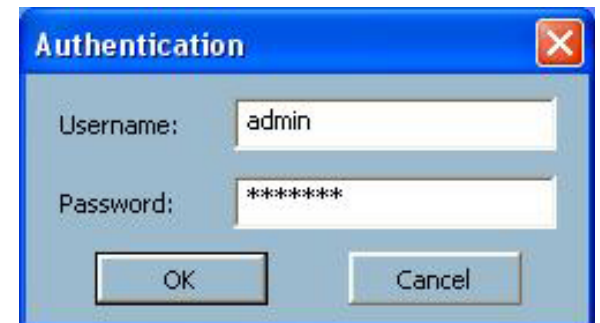 Authentication
Username: admin
Password: *******
OK Cancel